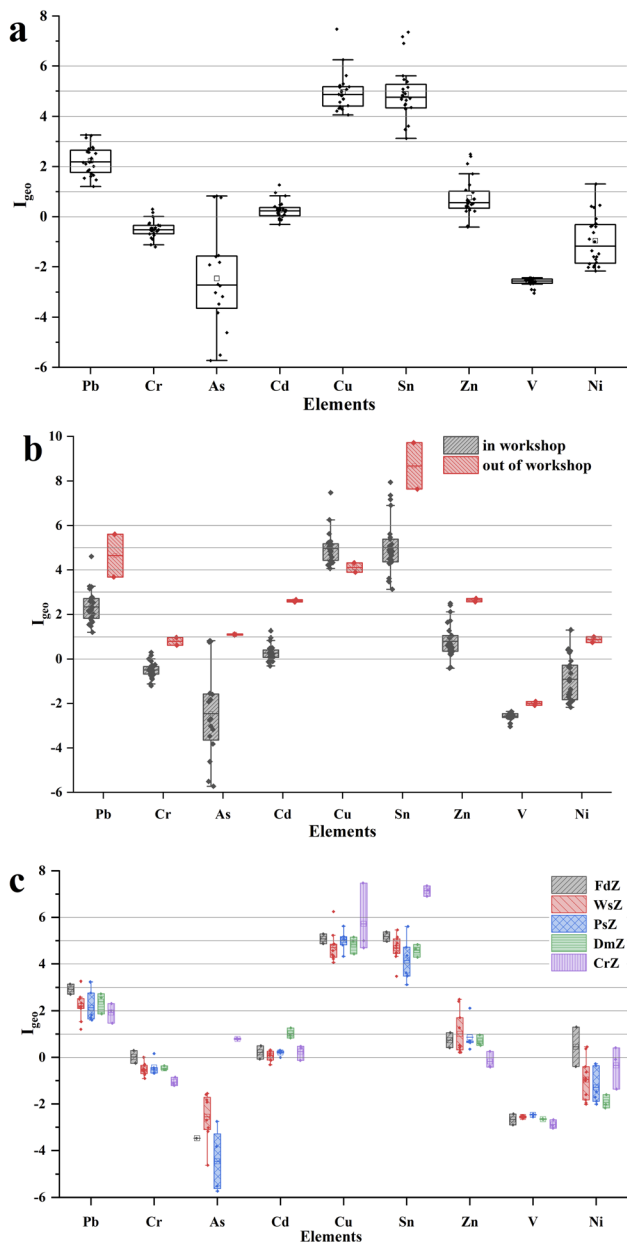 a
8
6
4
2
0
-2
-4
-6
I_geo
Pb Cr As Cd Cu Sn Zn V Ni
Elements
b
in workshop
out of workshop
10
8
6
4
2
0
-2
-4
-6
I_geo
Pb Cr As Cd Cu Sn Zn V Ni
Elements
c
FdZ
WsZ
PsZ
DmZ
CrZ
8
6
4
2
0
-2
-4
-6
I_geo
Pb Cr As Cd Cu Sn Zn V Ni
Elements